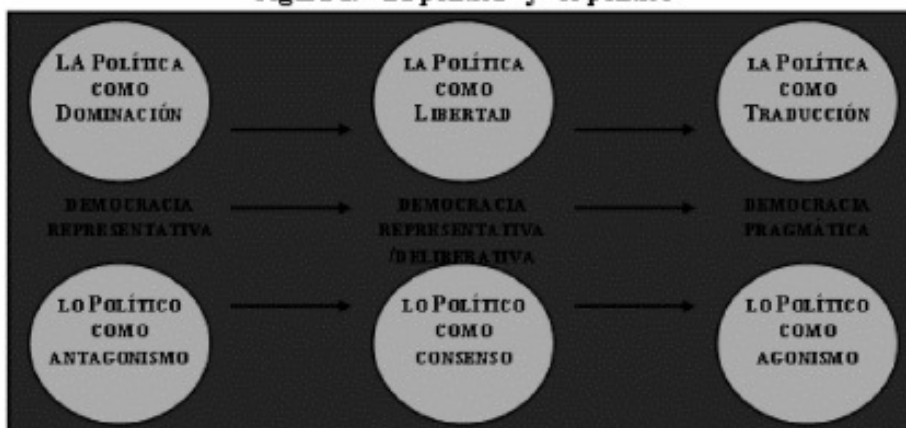 LA POLÍTICA
COMO
DOMINACIÓN
LA POLÍTICA
COMO
LIBERTAD
LA POLÍTICA
COMO
TRADUCCIÓN
DEMOCRACIA
REPRESENTATIVA
DEMOCRACIA
REPRESENTATIVA
/DELIBERATIVA
DEMOCRACIA
PRAGMÁTICA
LO POLÍTICO
COMO
ANTAGONISMO
LO POLÍTICO
COMO
CONSENSO
LO POLÍTICO
COMO
AGONISMO